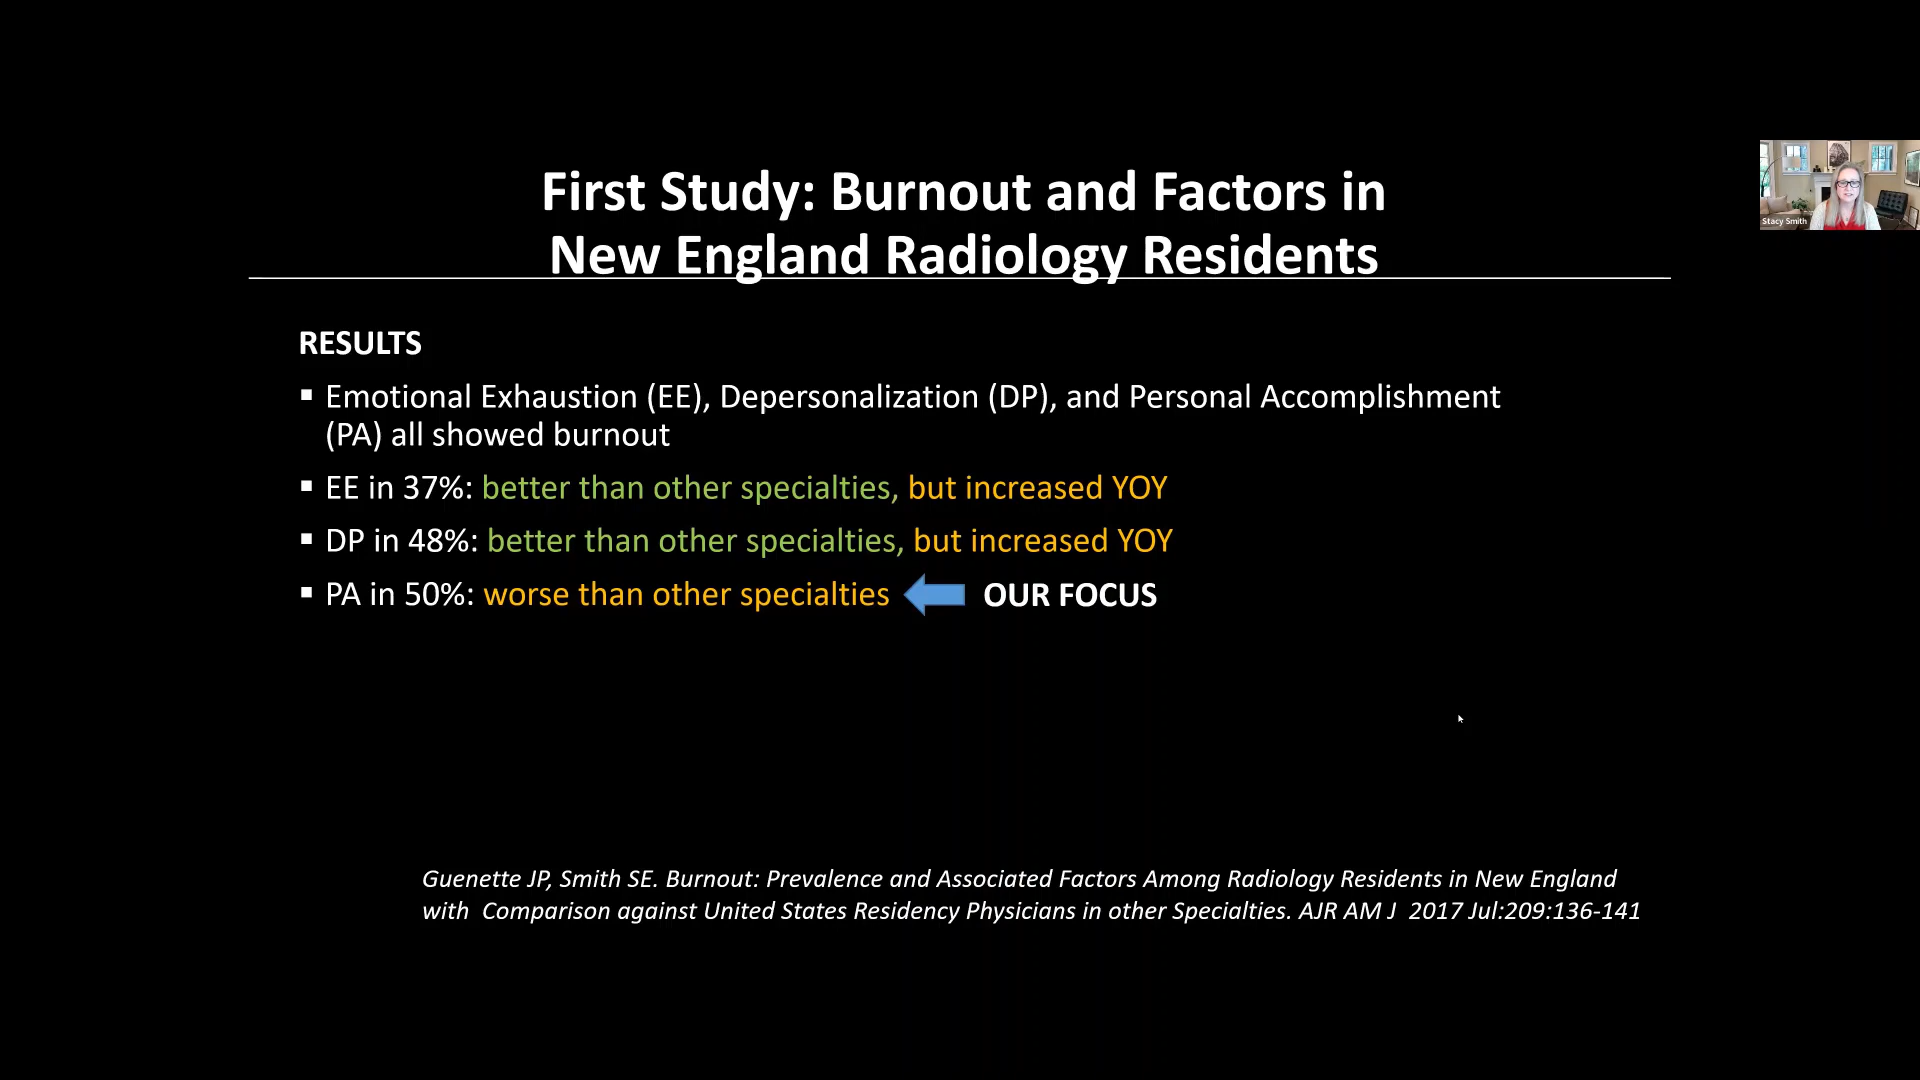 First Study: Burnout and Factors in
New England Radiology Residents
Stacy Smith
RESULTS
▪ Emotional Exhaustion (EE), Depersonalization (DP), and Personal Accomplishment
(PA) all showed burnout
▪ EE in 37%: better than other specialties, but increased YOY
▪ DP in 48%: better than other specialties, but increased YOY
▪ PA in 50%: worse than other specialties OUR FOCUS
Guenette JP, Smith SE. Burnout: Prevalence and Associated Factors Among Radiology Residents in New England
with  Comparison against United States Residency Physicians in other Specialties. AJR AM J  2017 Jul:209:136-141